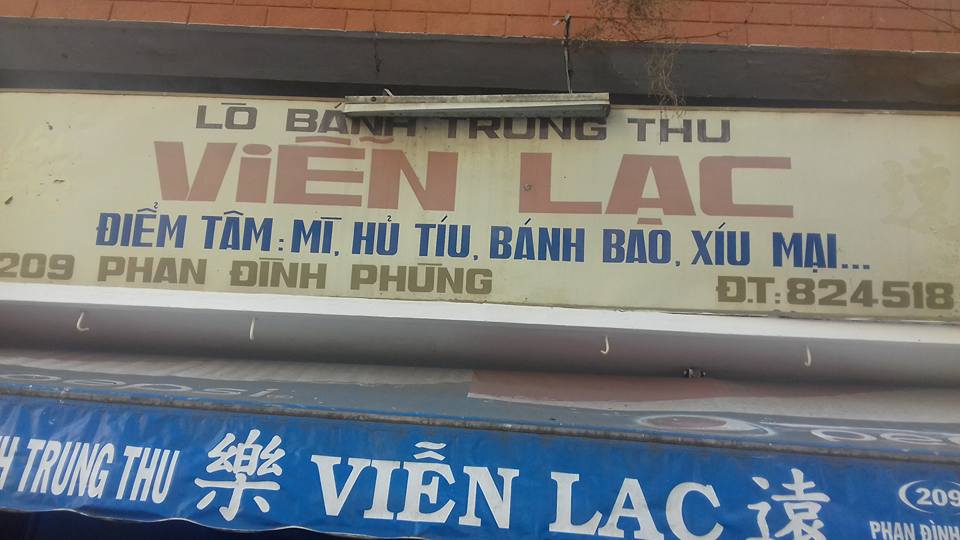 LÒ BÁNH TRUNG THU
ViỄN LẠC
ĐIỂM TÂM : MÌ, HỦ TÍU, BÁNH BAO, XÍU MẠI...
209 PHAN ĐÌNH PHÙNG Đ.T: 824518
pepsi
H TRUNG THU 樂 VIỄN LẠC 遠 209
PHAN ĐÌNH